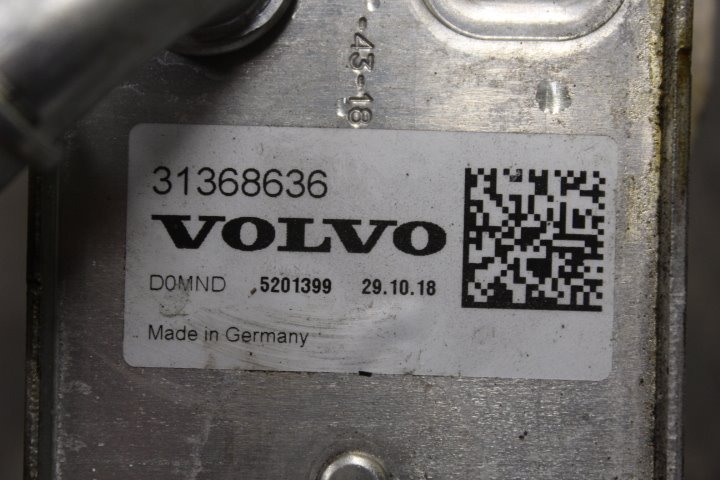 -43-18
31368636
VOLVO
D0MND 5201399 29.10.18
Made in Germany